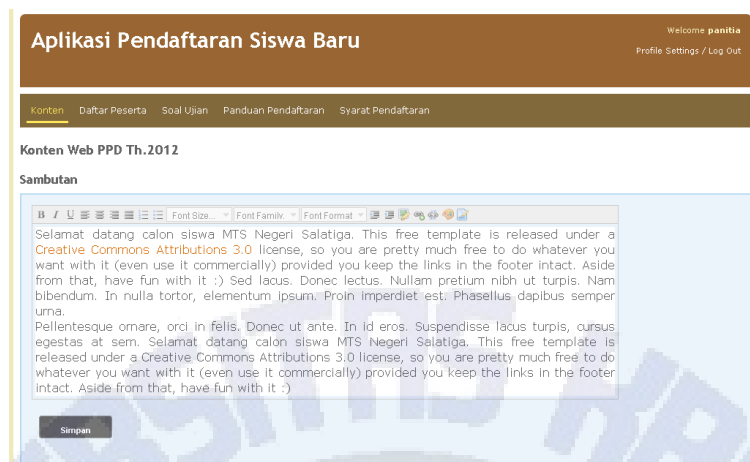 Aplikasi Pendaftaran Siswa Baru
Welcome panitia
Profile Settings / Log Out
Konten Daftar Peserta Soal Ujian Panduan Pendaftaran Syarat Pendaftaran
Konten Web PPD Th.2012
Sambutan
B I U Font Size... Font Family. Font Format
Selamat datang calon siswa MTS Negeri Salatiga. This free template is released under a
Creative Commons Attributions 3.0 license, so you are pretty much free to do whatever you
want with it (even use it commercially) provided you keep the links in the footer intact. Aside
from that, have fun with it :) Sed lacus. Donec lectus. Nullam pretium nibh ut turpis. Nam
bibendum. In nulla tortor, elementum ipsum. Proin imperdiet est. Phasellus dapibus semper
urna.
Pellentesque ornare, orci in felis. Donec ut ante. In id eros. Suspendisse lacus turpis, cursus
egestas at sem. Selamat datang calon siswa MTS Negeri Salatiga. This free template is
released under a Creative Commons Attributions 3.0 license, so you are pretty much free to do
whatever you want with it (even use it commercially) provided you keep the links in the footer
intact. Aside from that, have fun with it :)
Simpan